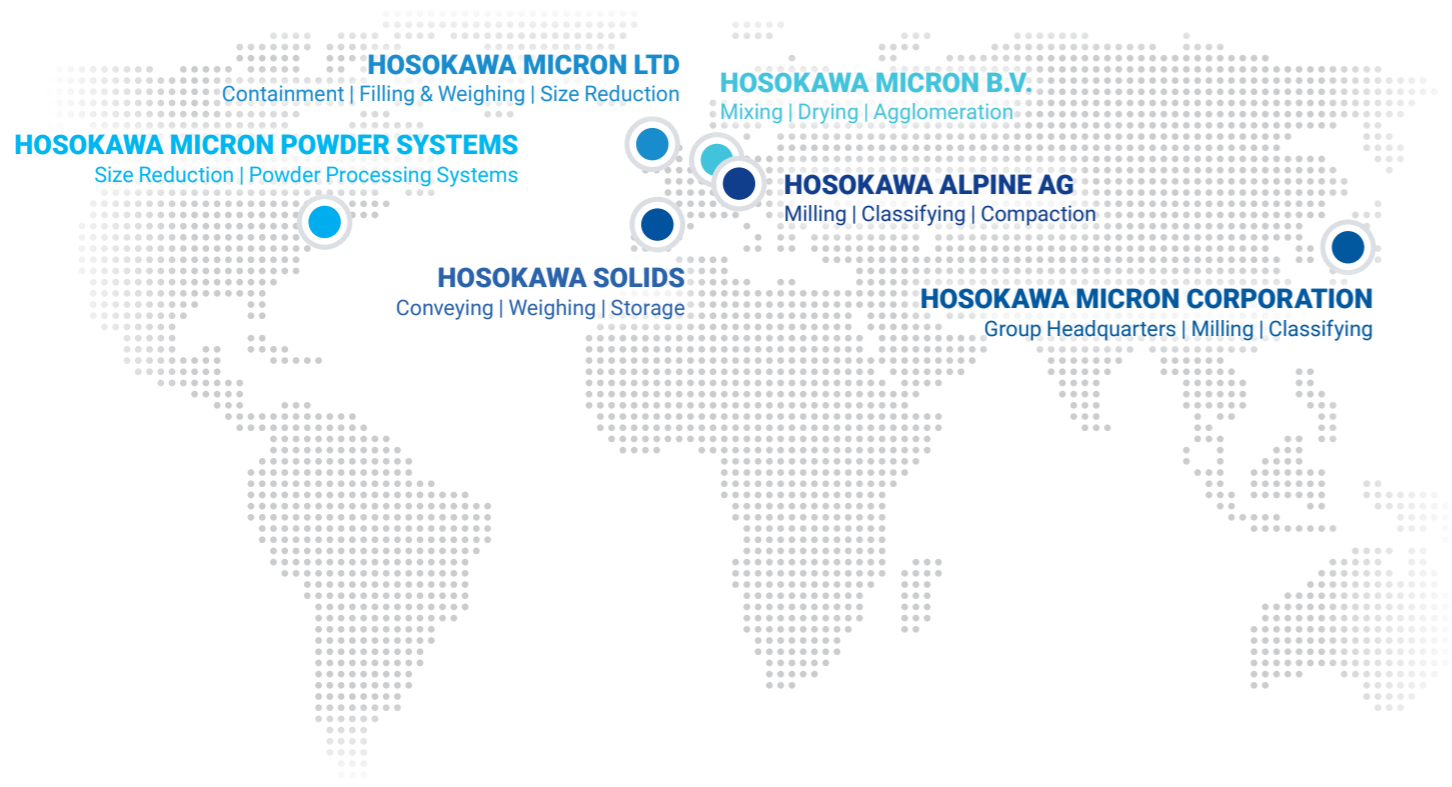 HOSOKAWA MICRON LTD
Containment | Filling & Weighing | Size Reduction
HOSOKAWA MICRON B.V.
Mixing | Drying | Agglomeration
HOSOKAWA MICRON POWDER SYSTEMS
Size Reduction | Powder Processing Systems
HOSOKAWA ALPINE AG
Milling | Classifying | Compaction
HOSOKAWA SOLIDS
Conveying | Weighing | Storage
HOSOKAWA MICRON CORPORATION
Group Headquarters | Milling | Classifying